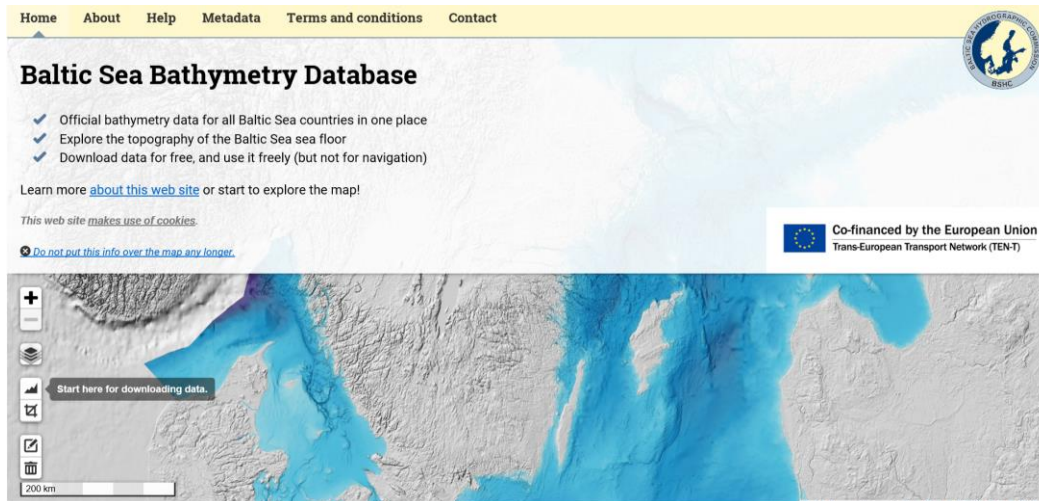 Home About Help Metadata Terms and conditions Contact
BALTIC SEA HYDROGRAPHIC COMMISSION
BSHC
Baltic Sea Bathymetry Database
Official bathymetry data for all Baltic Sea countries in one place
Explore the topography of the Baltic Sea sea floor
Download data for free, and use it freely (but not for navigation)
Learn more about this web site or start to explore the map!
This web site makes use of cookies.
Do not put this info over the map any longer.
Co-financed by the European Union
Trans-European Transport Network (TEN-T)
+
−
Start here for downloading data.
200 km